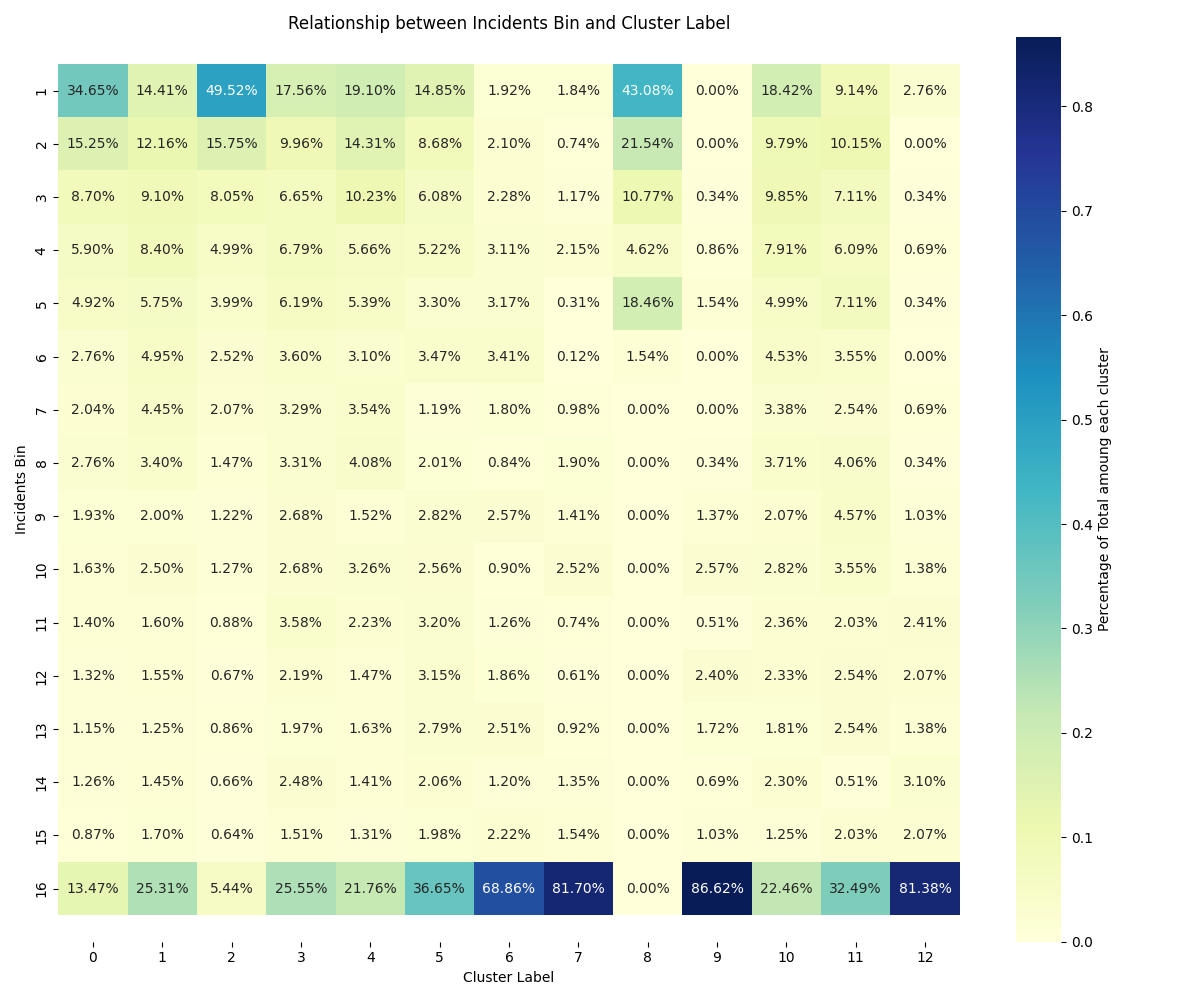 Relationship between Incidents Bin and Cluster Label
1 34.65% 14.41% 49.52% 17.56% 19.10% 14.85% 1.92% 1.84% 43.08% 0.00% 18.42% 9.14% 2.76%
2 15.25% 12.16% 15.75% 9.96% 14.31% 8.68% 2.10% 0.74% 21.54% 0.00% 9.79% 10.15% 0.00%
3 8.70% 9.10% 8.05% 6.65% 10.23% 6.08% 2.28% 1.17% 10.77% 0.34% 9.85% 7.11% 0.34%
4 5.90% 8.40% 4.99% 6.79% 5.66% 5.22% 3.11% 2.15% 4.62% 0.86% 7.91% 6.09% 0.69%
5 4.92% 5.75% 3.99% 6.19% 5.39% 3.30% 3.17% 0.31% 18.46% 1.54% 4.99% 7.11% 0.34%
6 2.76% 4.95% 2.52% 3.60% 3.10% 3.47% 3.41% 0.12% 1.54% 0.00% 4.53% 3.55% 0.00%
7 2.04% 4.45% 2.07% 3.29% 3.54% 1.19% 1.80% 0.98% 0.00% 0.00% 3.38% 2.54% 0.69%
8 2.76% 3.40% 1.47% 3.31% 4.08% 2.01% 0.84% 1.90% 0.00% 0.34% 3.71% 4.06% 0.34%
9 1.93% 2.00% 1.22% 2.68% 1.52% 2.82% 2.57% 1.41% 0.00% 1.37% 2.07% 4.57% 1.03%
10 1.63% 2.50% 1.27% 2.68% 3.26% 2.56% 0.90% 2.52% 0.00% 2.57% 2.82% 3.55% 1.38%
11 1.40% 1.60% 0.88% 3.58% 2.23% 3.20% 1.26% 0.74% 0.00% 0.51% 2.36% 2.03% 2.41%
12 1.32% 1.55% 0.67% 2.19% 1.47% 3.15% 1.86% 0.61% 0.00% 2.40% 2.33% 2.54% 2.07%
13 1.15% 1.25% 0.86% 1.97% 1.63% 2.79% 2.51% 0.92% 0.00% 1.72% 1.81% 2.54% 1.38%
14 1.26% 1.45% 0.66% 2.48% 1.41% 2.06% 1.20% 1.35% 0.00% 0.69% 2.30% 0.51% 3.10%
15 0.87% 1.70% 0.64% 1.51% 1.31% 1.98% 2.22% 1.54% 0.00% 1.03% 1.25% 2.03% 2.07%
16 13.47% 25.31% 5.44% 25.55% 21.76% 36.65% 68.86% 81.70% 0.00% 86.62% 22.46% 32.49% 81.38%
0 1 2 3 4 5 6 7 8 9 10 11 12
Cluster Label
Incidents Bin
0.8
0.7
0.6
0.5
0.4
0.3
0.2
0.1
0.0
Percentage of Total amoung each cluster